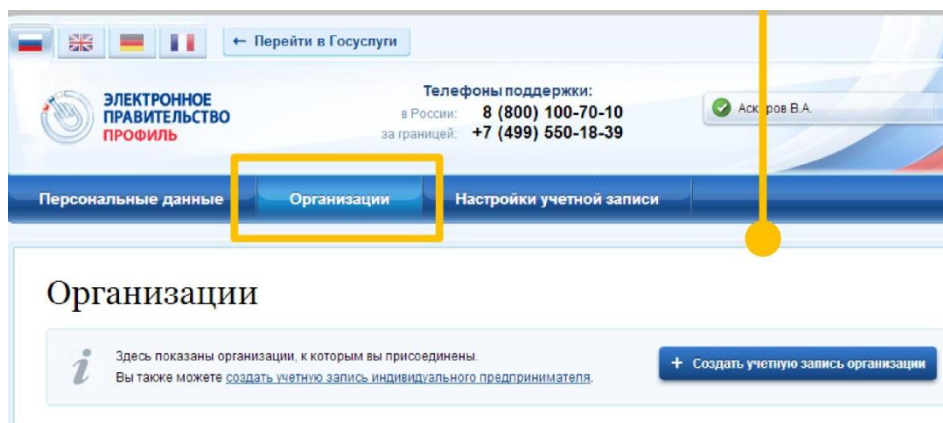 ← Перейти в Госуслуги
ЭЛЕКТРОННОЕ
ПРАВИТЕЛЬСТВО
ПРОФИЛЬ
Телефоны поддержки:
в России: 8 (800) 100-70-10
за границей: +7 (499) 550-18-39
В.А.
Персональные данные Организации Настройки учетной записи
Организации
Здесь показаны организации, к которым вы присоединены.
Вы также можете создать учетную запись индивидуального предпринимателя.
+ Создать учетную запись организации